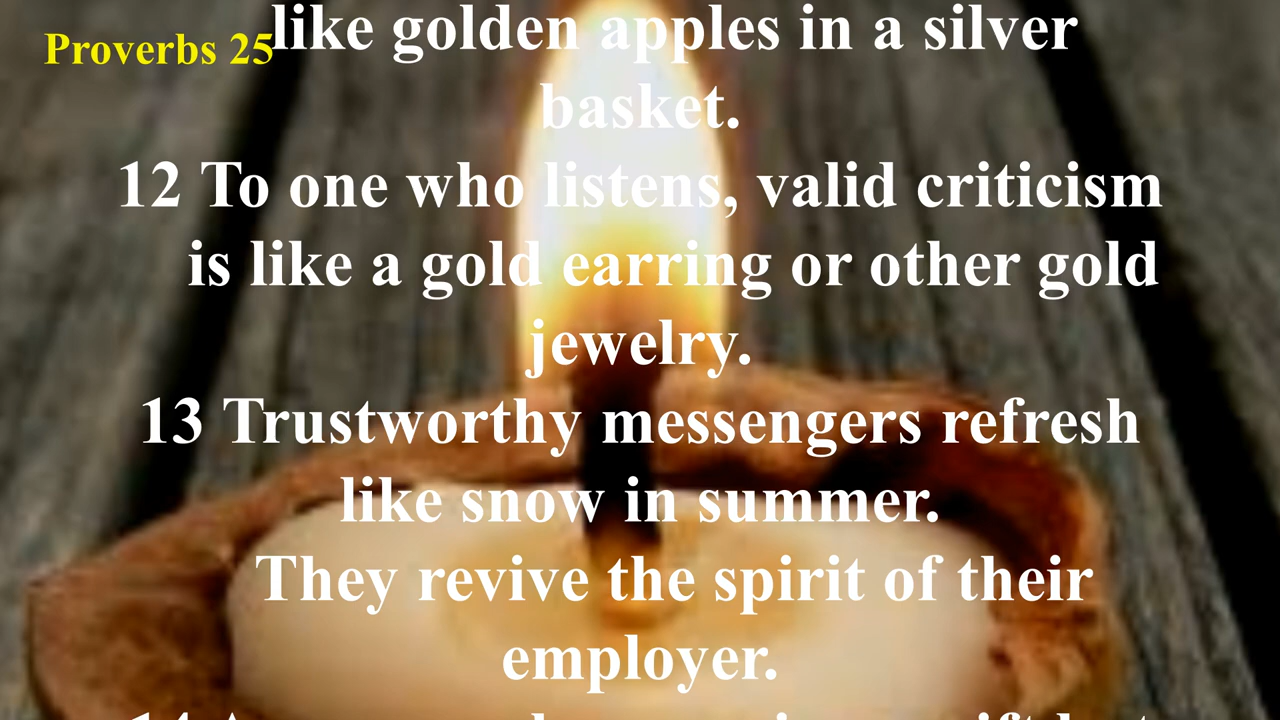 Proverbs 25
like golden apples in a silver
basket.
12 To one who listens, valid criticism
is like a gold earring or other gold
jewelry.
13 Trustworthy messengers refresh
like snow in summer.
They revive the spirit of their
employer.